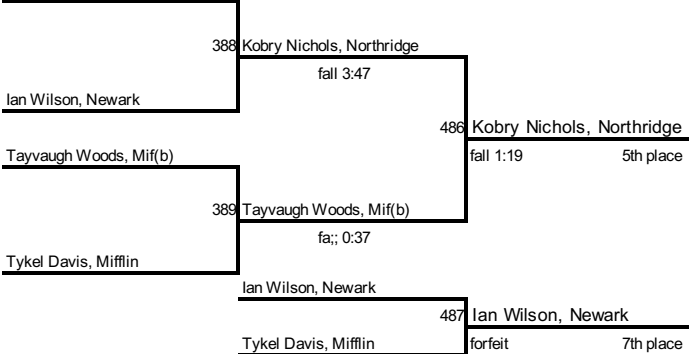 388 Kobry Nichols, Northridge
fall 3:47
Ian Wilson, Newark
486 Kobry Nichols, Northridge
Tayvaugh Woods, Mif(b)
fall 1:19 5th place
389 Tayvaugh Woods, Mif(b)
fa;; 0:37
Tykel Davis, Mifflin
Ian Wilson, Newark
487 Ian Wilson, Newark
Tykel Davis, Mifflin
forfeit 7th place